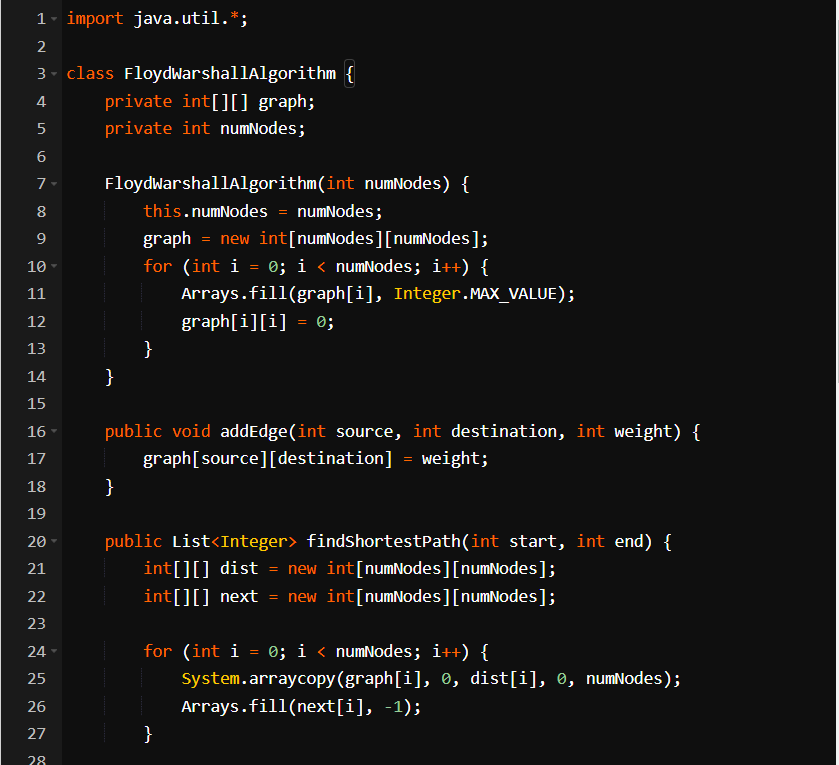 1 import java.util.*;
2
3 class FloydWarshallAlgorithm {
4     private int[][] graph;
5     private int numNodes;
6
7     FloydWarshallAlgorithm(int numNodes) {
8         this.numNodes = numNodes;
9         graph = new int[numNodes][numNodes];
10         for (int i = 0; i < numNodes; i++) {
11             Arrays.fill(graph[i], Integer.MAX_VALUE);
12             graph[i][i] = 0;
13         }
14     }
15
16     public void addEdge(int source, int destination, int weight) {
17         graph[source][destination] = weight;
18     }
19
20     public List<Integer> findShortestPath(int start, int end) {
21         int[][] dist = new int[numNodes][numNodes];
22         int[][] next = new int[numNodes][numNodes];
23
24         for (int i = 0; i < numNodes; i++) {
25             System.arraycopy(graph[i], 0, dist[i], 0, numNodes);
26             Arrays.fill(next[i], -1);
27         }
28